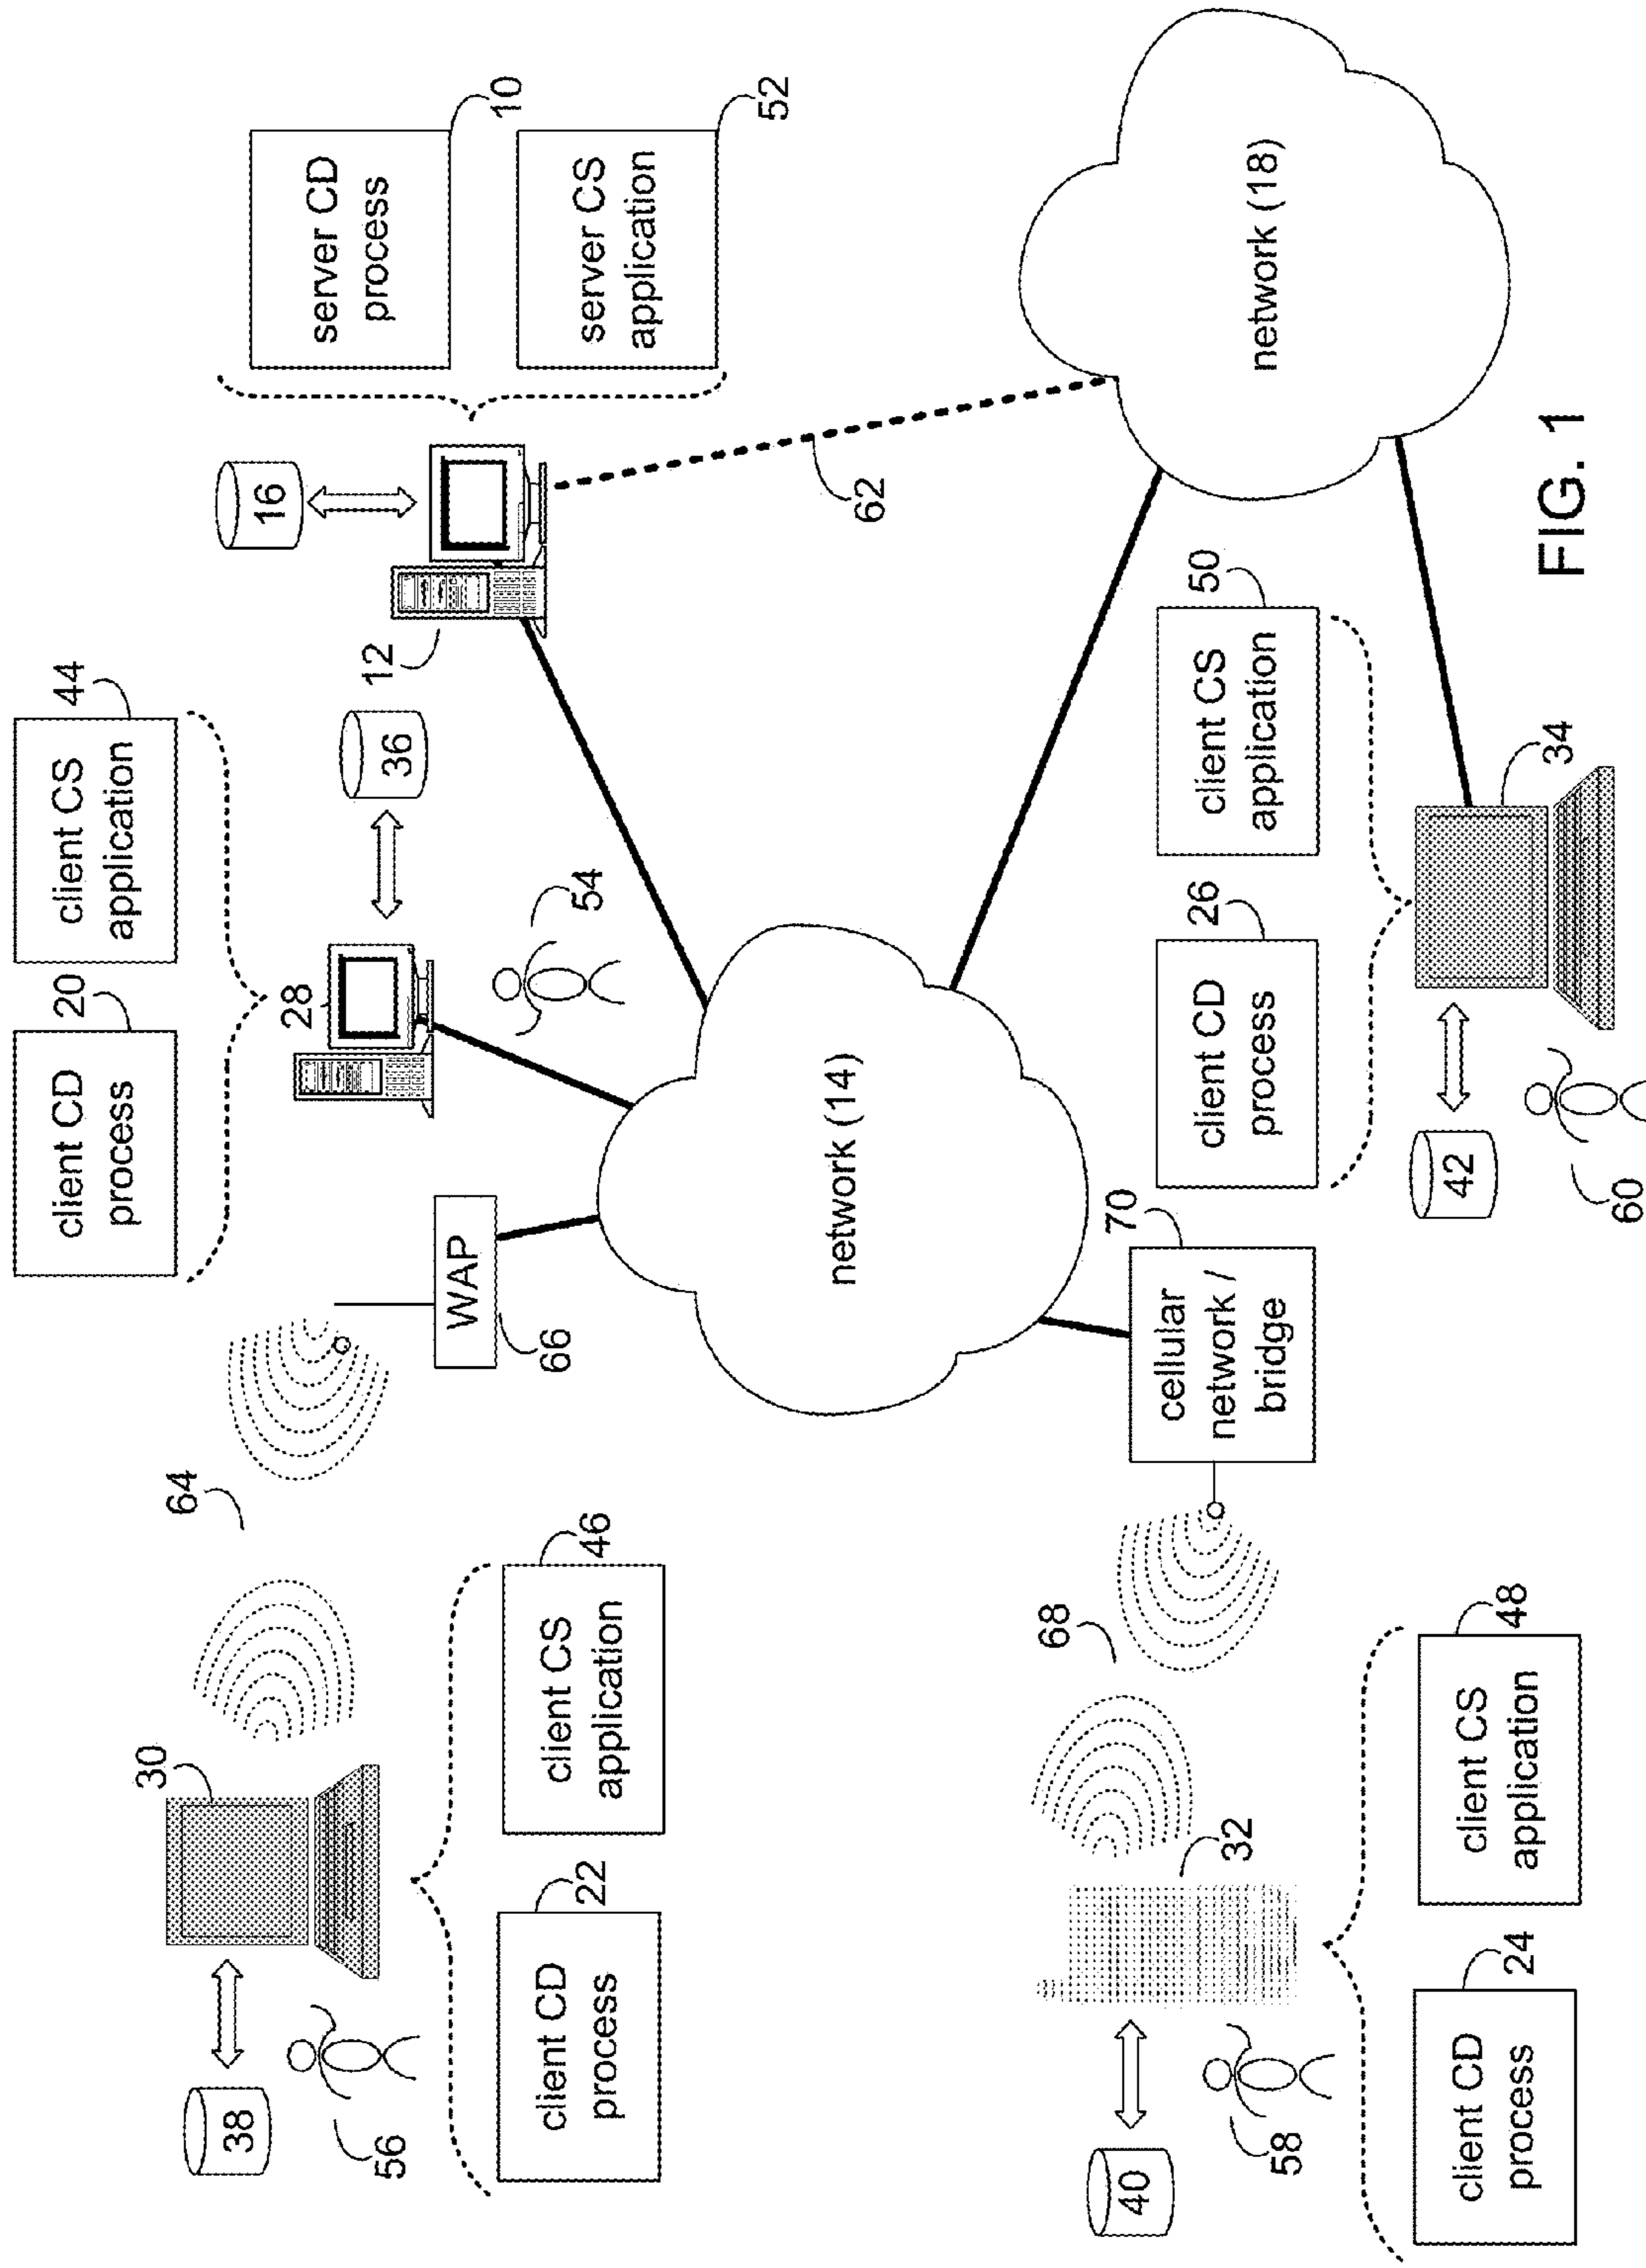 38
30
56
client CD
process
22
client CS
application
46
64
WAP
66
client CD
process
20
client CS
application
44
28
36
54
16
12
server CD
process
10
server CS
application
52
62
network (14)
network (18)
40
32
58
client CD
process
24
client CS
application
48
68
cellular
network /
bridge
70
client CD
process
26
client CS
application
50
42
34
60
FIG. 1